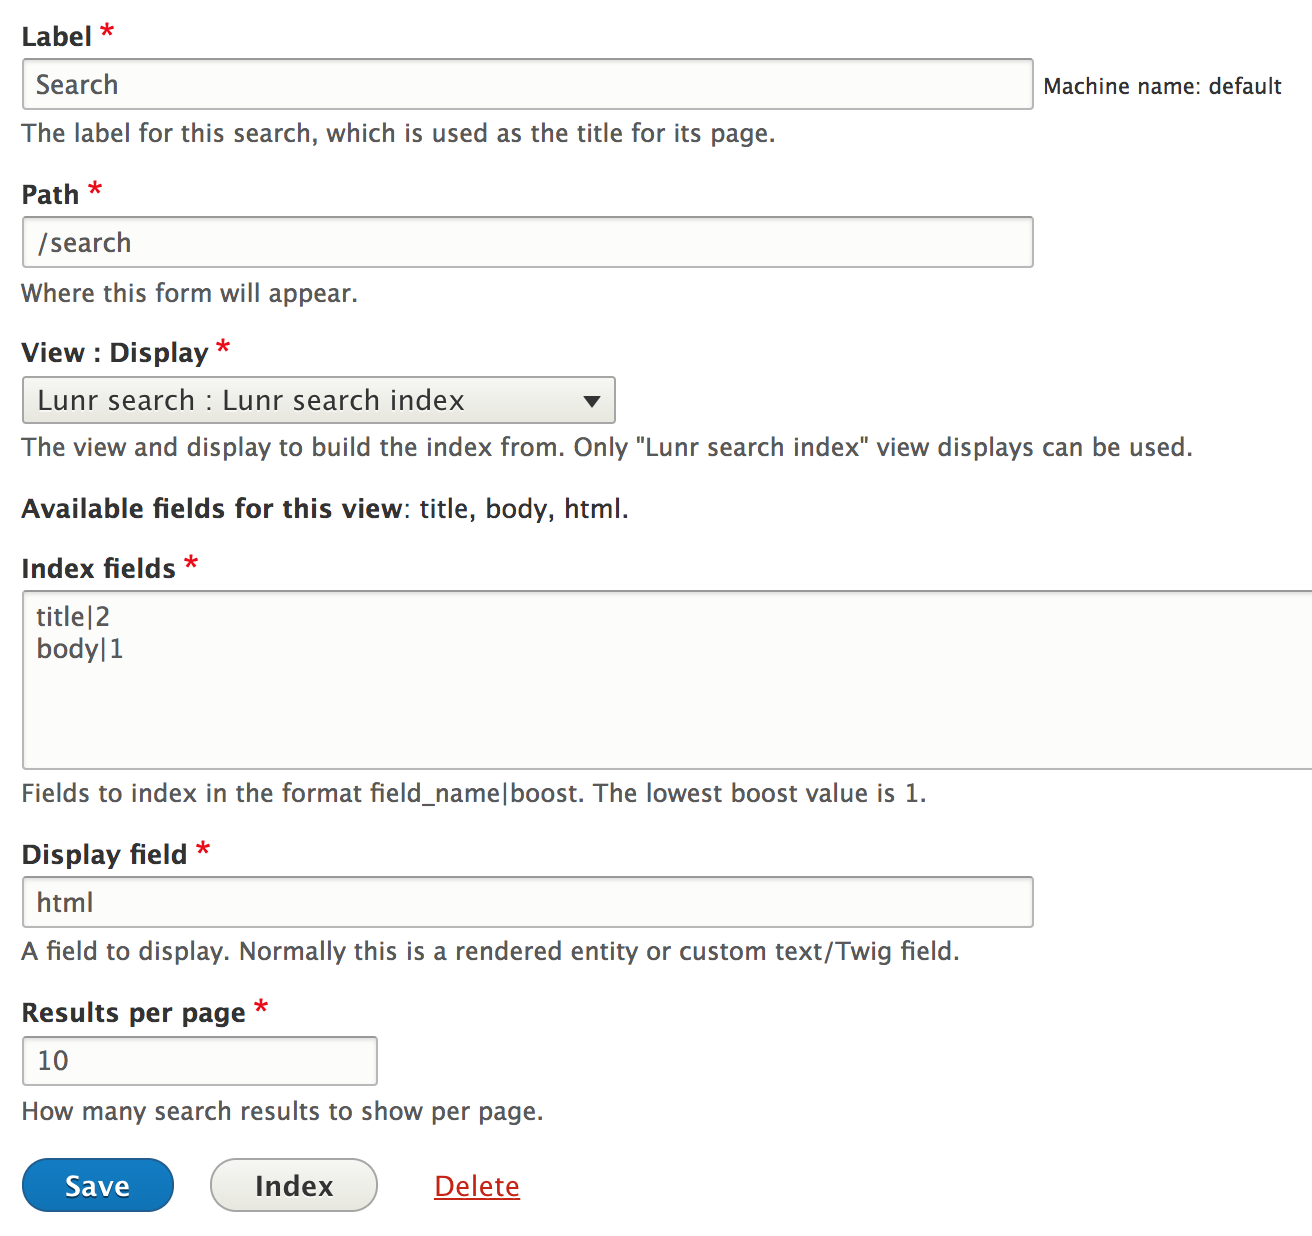 Label *
Search
Machine name: default
The label for this search, which is used as the title for its page.
Path *
/search
Where this form will appear.
View : Display *
Lunr search : Lunr search index
The view and display to build the index from. Only "Lunr search index" view displays can be used.
Available fields for this view: title, body, html.
Index fields *
title|2
body|1
Fields to index in the format field_name|boost. The lowest boost value is 1.
Display field *
html
A field to display. Normally this is a rendered entity or custom text/Twig field.
Results per page *
10
How many search results to show per page.
Save Index Delete